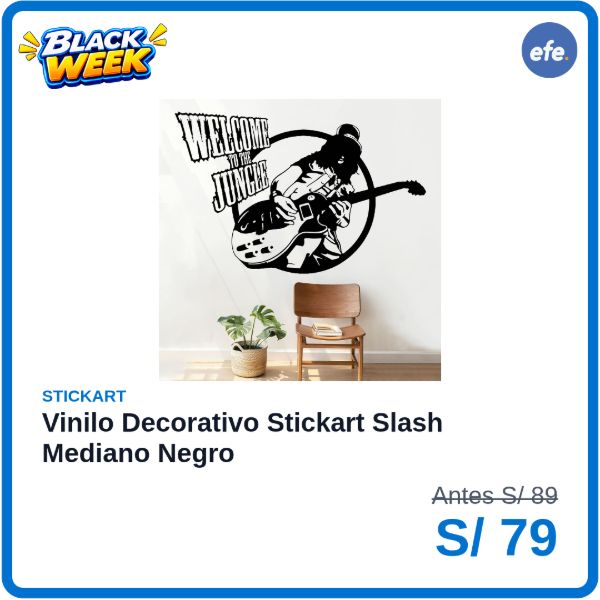 BLACK
WEEK
efe.
WELCOME
TO THE
JUNGLE
STICKART
Vinilo Decorativo Stickart Slash
Mediano Negro
Antes S/ 89
S/ 79